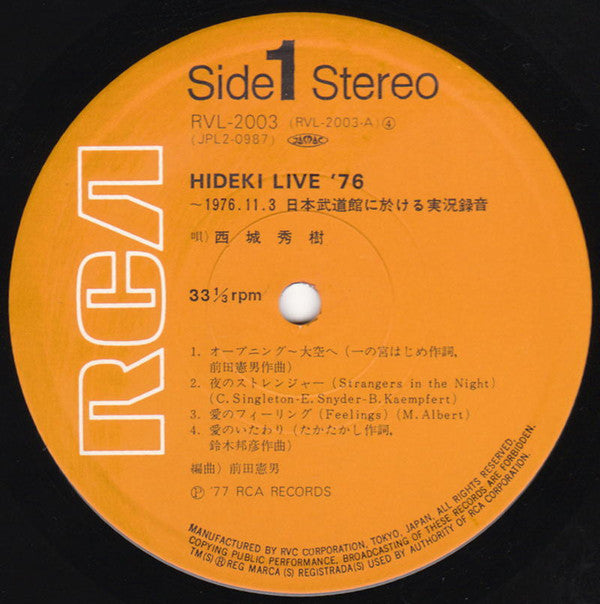 Side 1 Stereo
RVL-2003 (RVL-2003-A) ④
(JPL2-0987) JASRAC
HIDEKI LIVE '76
～1976.11.3 日本武道館に於ける実況録音
唄) 西城秀樹
33 1/3 rpm
RCA
1. オープニング～大空へ (一の宮はじめ作詞,
前田憲男作曲)
2. 夜のストレンジャー (Strangers in the Night)
(C. Singleton-E. Snyder-B. Kaempfert)
3. 愛のフィーリング (Feelings) (M. Albert)
4. 愛のいたわり (たかたかし作詞,
鈴木邦彦作曲)
編曲) 前田憲男
Ⓟ '77 RCA RECORDS
MANUFACTURED BY RVC CORPORATION, TOKYO, JAPAN. ALL RIGHTS RESERVED.
COPYING PUBLIC PERFORMANCE, BROADCASTING OF THESE RECORDS ARE FORBIDDEN.
TM(S) ® REG MARCA(S) REGISTRADA(S) USED BY AUTHORITY OF RCA CORPORATION.